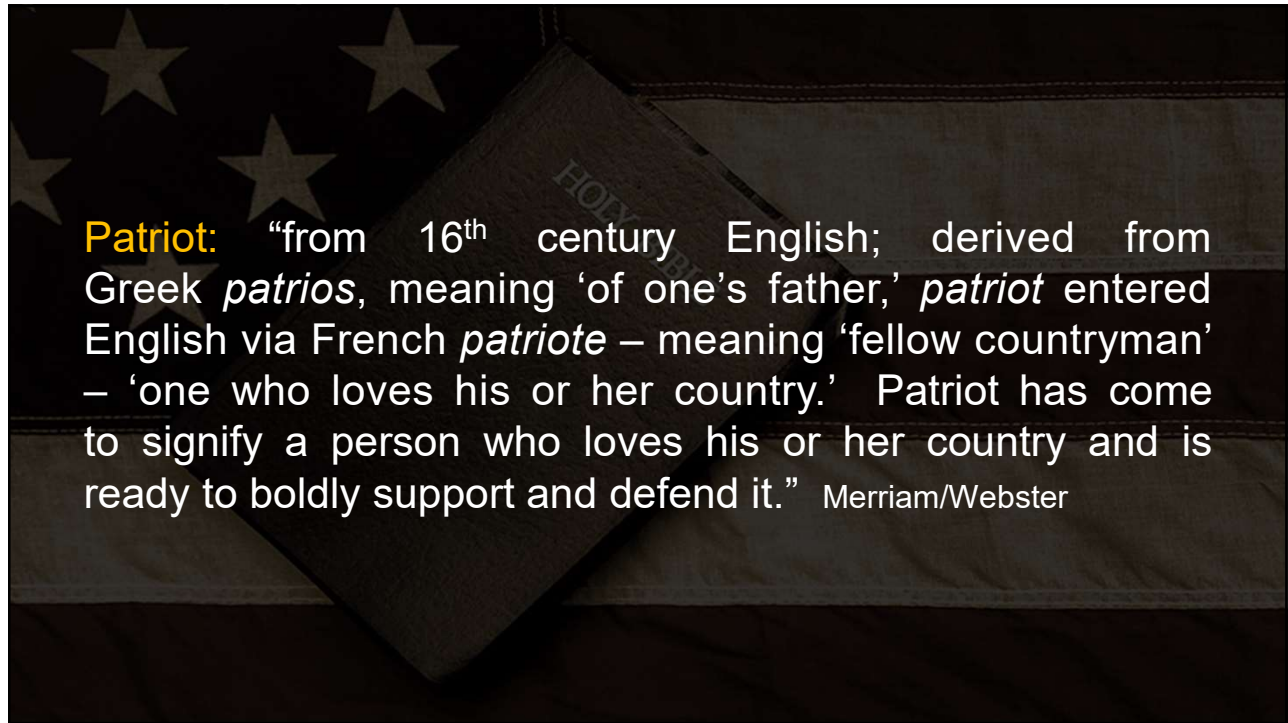 HOLY BIBL
Patriot: “from 16th century English; derived from
Greek patrios, meaning ‘of one’s father,’ patriot entered
English via French patriote – meaning ‘fellow countryman’
– ‘one who loves his or her country.’ Patriot has come
to signify a person who loves his or her country and is
ready to boldly support and defend it.” Merriam/Webster